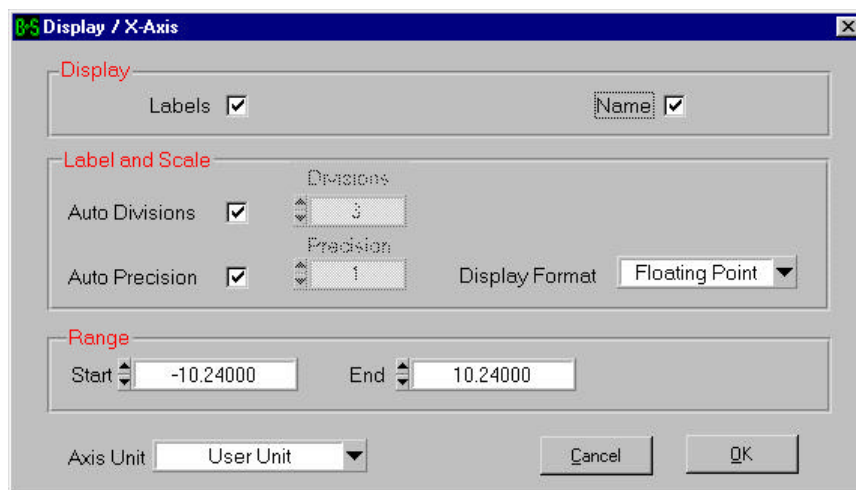 B&S Display / X-Axis
Display
Labels Name
Label and Scale
Divisions
Auto Divisions 3
Precision
Auto Precision 1 Display Format Floating Point
Range
Start -10.24000 End 10.24000
Axis Unit User Unit Cancel OK